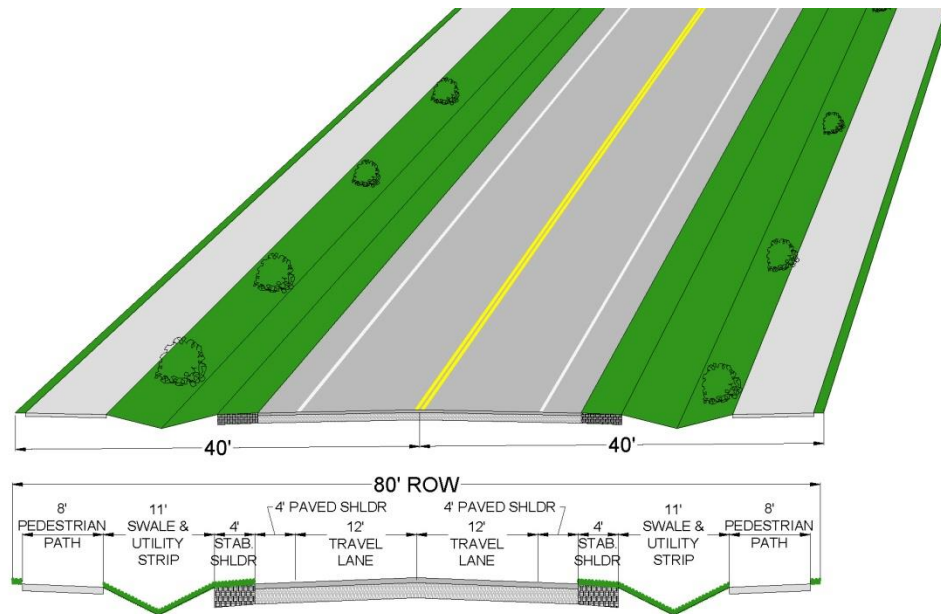 40'
40'
80' ROW
8'
PEDESTRIAN
PATH
11'
SWALE &
UTILITY
STRIP
4'
STAB.
SHLDR
4' PAVED SHLDR
12'
TRAVEL
LANE
4' PAVED SHLDR
12'
TRAVEL
LANE
4'
STAB.
SHLDR
11'
SWALE &
UTILITY
STRIP
8'
PEDESTRIAN
PATH